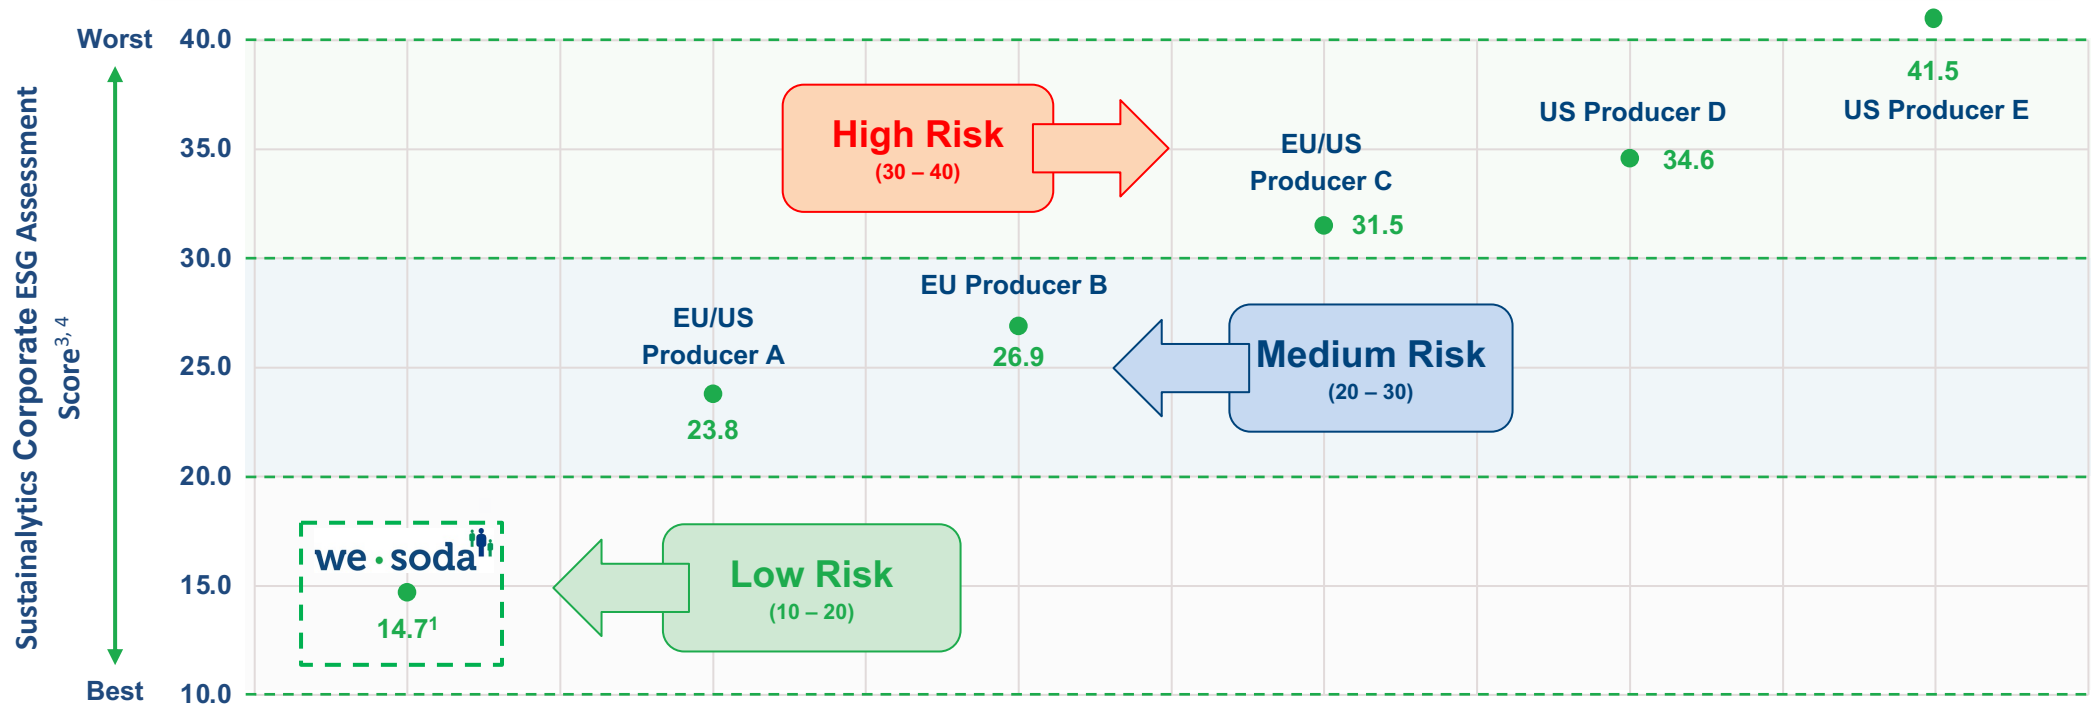 Worst
40.0
41.5
US Producer E
US Producer D
34.6
High Risk
(30 – 40)
EU/US
Producer C
31.5
35.0
30.0
EU Producer B
26.9
EU/US
Producer A
23.8
Medium Risk
(20 – 30)
25.0
20.0
we·soda
14.7¹
Low Risk
(10 – 20)
15.0
Best
10.0
Sustainalytics Corporate ESG Assessment
Score³˒ ⁴